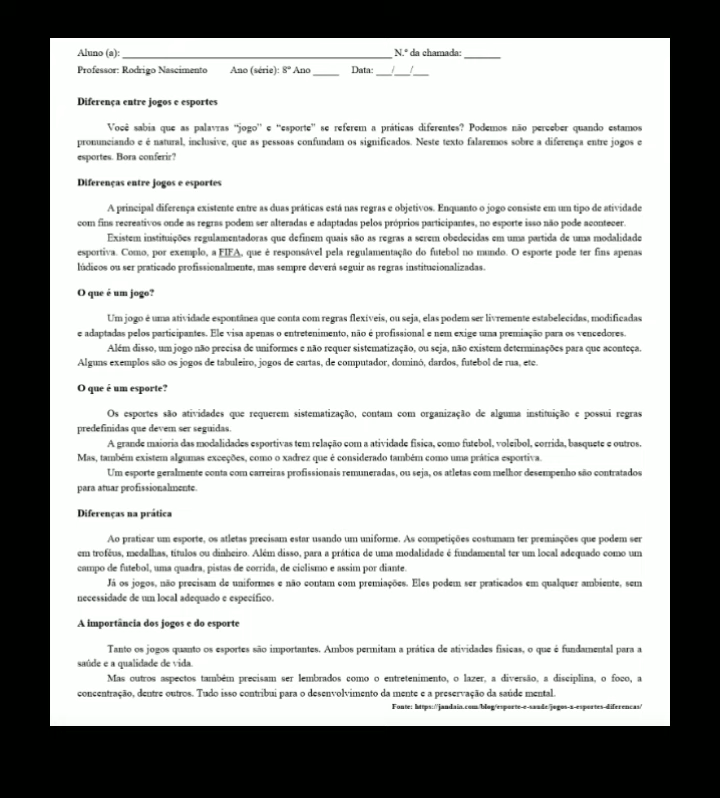 Aluno (a): ______________________________________________ N.º da chamada: _______
Professor: Rodrigo Nascimento Ano (série): 8º Ano _____ Data: ___/___/___
Diferença entre jogos e esportes
Você sabia que as palavras “jogo” e “esporte” se referem a práticas diferentes? Podemos não perceber quando estamos
pronunciando e é natural, inclusive, que as pessoas confundam os significados. Neste texto falaremos sobre a diferença entre jogos e
esportes. Bora conferir?
Diferenças entre jogos e esportes
A principal diferença existente entre as duas práticas está nas regras e objetivos. Enquanto o jogo consiste em um tipo de atividade
com fins recreativos onde as regras podem ser alteradas e adaptadas pelos próprios participantes, no esporte isso não pode acontecer.
Existem instituições regulamentadoras que definem quais são as regras a serem obedecidas em uma partida de uma modalidade
esportiva. Como, por exemplo, a FIFA, que é responsável pela regulamentação do futebol no mundo. O esporte pode ter fins apenas
lúdicos ou ser praticado profissionalmente, mas sempre deverá seguir as regras institucionalizadas.
O que é um jogo?
Um jogo é uma atividade espontânea que conta com regras flexíveis, ou seja, elas podem ser livremente estabelecidas, modificadas
e adaptadas pelos participantes. Ele visa apenas o entretenimento, não é profissional e nem exige uma premiação para os vencedores.
Além disso, um jogo não precisa de uniformes e não requer sistematização, ou seja, não existem determinações para que aconteça.
Alguns exemplos são os jogos de tabuleiro, jogos de cartas, de computador, dominó, dardos, futebol de rua, etc.
O que é um esporte?
Os esportes são atividades que requerem sistematização, contam com organização de alguma instituição e possui regras
predefinidas que devem ser seguidas.
A grande maioria das modalidades esportivas tem relação com a atividade física, como futebol, voleibol, corrida, basquete e outros.
Mas, também existem algumas exceções, como o xadrez que é considerado também como uma prática esportiva.
Um esporte geralmente conta com carreiras profissionais remuneradas, ou seja, os atletas com melhor desempenho são contratados
para atuar profissionalmente.
Diferenças na prática
Ao praticar um esporte, os atletas precisam estar usando um uniforme. As competições costumam ter premiações que podem ser
em troféus, medalhas, títulos ou dinheiro. Além disso, para a prática de uma modalidade é fundamental ter um local adequado como um
campo de futebol, uma quadra, pistas de corrida, de ciclismo e assim por diante.
Já os jogos, não precisam de uniformes e não contam com premiações. Eles podem ser praticados em qualquer ambiente, sem
necessidade de um local adequado e específico.
A importância dos jogos e do esporte
Tanto os jogos quanto os esportes são importantes. Ambos permitam a prática de atividades físicas, o que é fundamental para a
saúde e a qualidade de vida.
Mas outros aspectos também precisam ser lembrados como o entretenimento, o lazer, a diversão, a disciplina, o foco, a
concentração, dentre outros. Tudo isso contribui para o desenvolvimento da mente e a preservação da saúde mental.
Fonte: https://jandaia.com/blog/esporte-e-saude/jogos-x-esportes-diferencas/